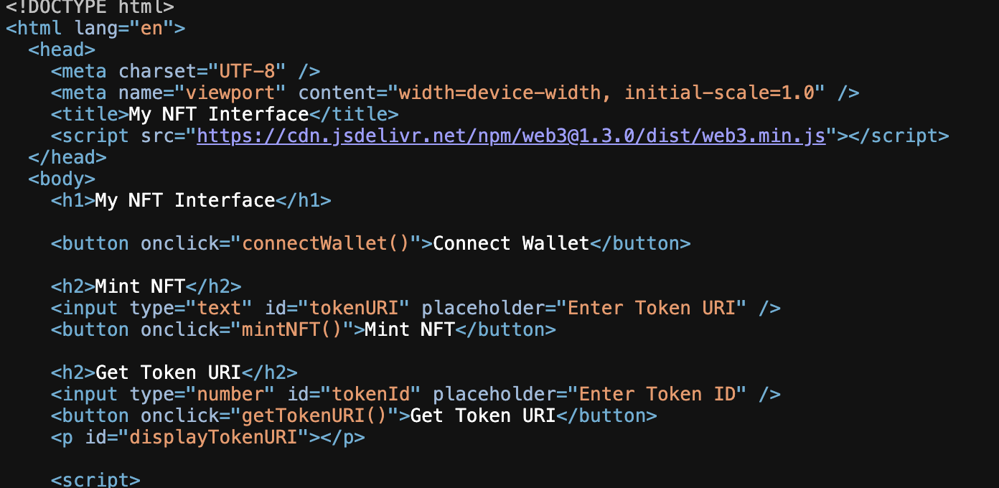 <!DOCTYPE html>
<html lang="en">
<head>
<meta charset="UTF-8" />
<meta name="viewport" content="width=device-width, initial-scale=1.0" />
<title>My NFT Interface</title>
<script src="https://cdn.jsdelivr.net/npm/web3@1.3.0/dist/web3.min.js"></script>
</head>
<body>
<h1>My NFT Interface</h1>
<button onclick="connectWallet()">Connect Wallet</button>
<h2>Mint NFT</h2>
<input type="text" id="tokenURI" placeholder="Enter Token URI" />
<button onclick="mintNFT()">Mint NFT</button>
<h2>Get Token URI</h2>
<input type="number" id="tokenId" placeholder="Enter Token ID" />
<button onclick="getTokenURI()">Get Token URI</button>
<p id="displayTokenURI"></p>
<script>